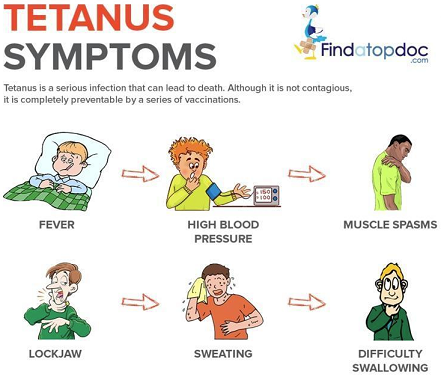 TETANUS
SYMPTOMS
Findatopdoc
.com
Tetanus is a serious infection that can lead to death. Although it is not contagious,
it is completely preventable by a series of vaccinations.
150
100
FEVER
HIGH BLOOD
PRESSURE
MUSCLE SPASMS
LOCKJAW
SWEATING
DIFFICULTY
SWALLOWING